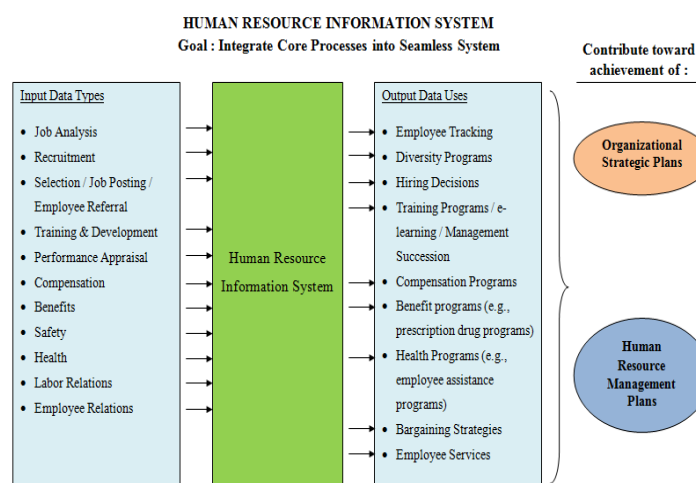 HUMAN RESOURCE INFORMATION SYSTEM
Goal : Integrate Core Processes into Seamless System
Contribute toward
achievement of :
Input Data Types
• Job Analysis
• Recruitment
• Selection / Job Posting /
Employee Referral
• Training & Development
• Performance Appraisal
• Compensation
• Benefits
• Safety
• Health
• Labor Relations
• Employee Relations
Human Resource
Information System
Output Data Uses
• Employee Tracking
• Diversity Programs
• Hiring Decisions
• Training Programs / e-
learning / Management
Succession
• Compensation Programs
• Benefit programs (e.g.,
prescription drug programs)
• Health Programs (e.g.,
employee assistance
programs)
• Bargaining Strategies
• Employee Services
Organizational
Strategic Plans
Human
Resource
Management
Plans